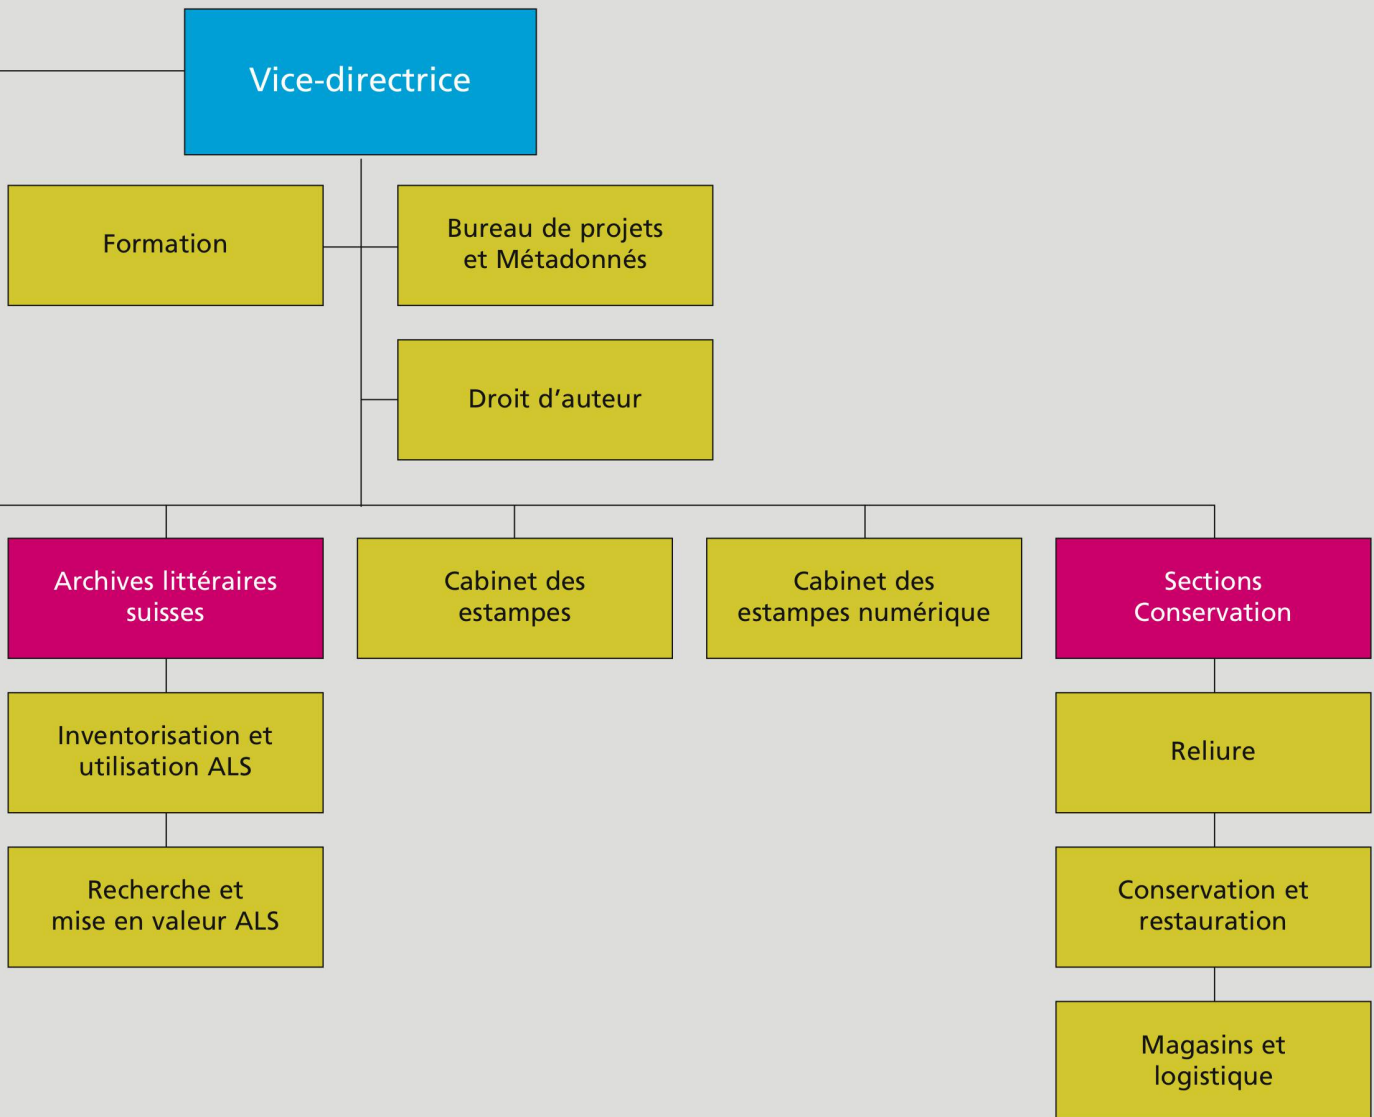 Vice-directrice
Formation
Bureau de projets
et Métadonnés
Droit d’auteur
Archives littéraires
suisses
Cabinet des
estampes
Cabinet des
estampes numérique
Sections
Conservation
Inventorisation et
utilisation ALS
Reliure
Recherche et
mise en valeur ALS
Conservation et
restauration
Magasins et
logistique